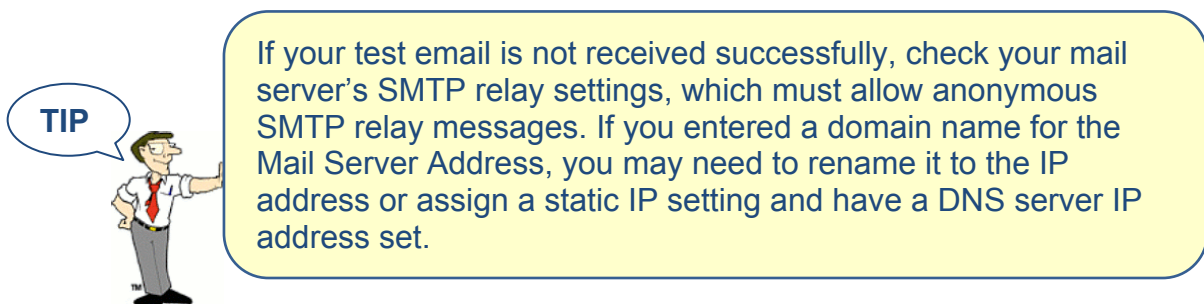 TIP
If your test email is not received successfully, check your mail
server’s SMTP relay settings, which must allow anonymous
SMTP relay messages. If you entered a domain name for the
Mail Server Address, you may need to rename it to the IP
address or assign a static IP setting and have a DNS server IP
address set.
TM